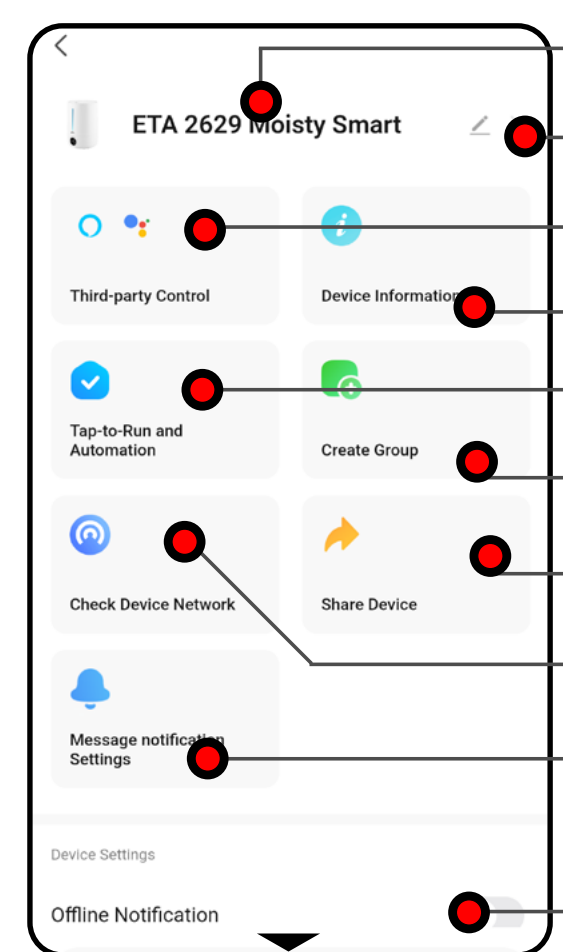 ETA 2629 Moisty Smart
Third-party Control
Device Information
Tap-to-Run and
Automation
Create Group
Check Device Network
Share Device
Message notification
Settings
Device Settings
Offline Notification